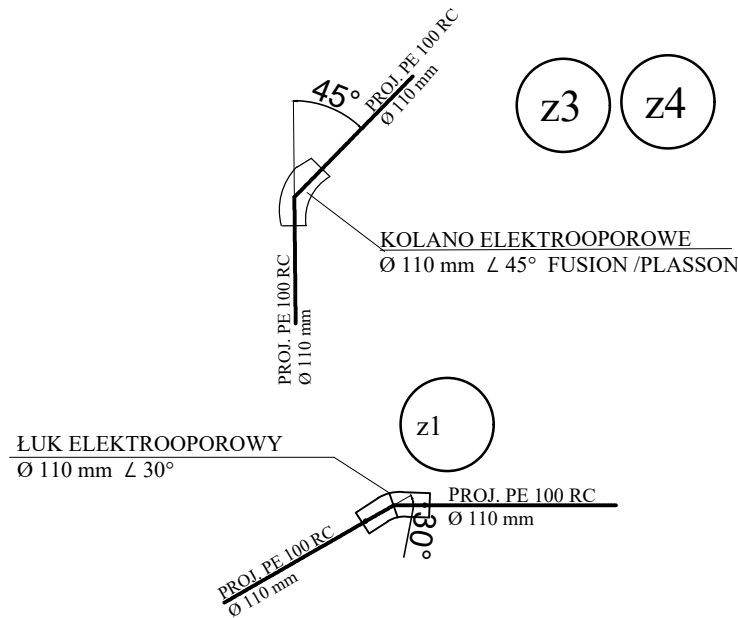 45°
PROJ. PE 100 RC
Ø 110 mm
z3
z4
KOLANO ELEKTROOPOROWE
Ø 110 mm ∠ 45° FUSION /PLASSON
PROJ. PE 100 RC
Ø 110 mm
z1
ŁUK ELEKTROOPOROWY
Ø 110 mm ∠ 30°
PROJ. PE 100 RC
Ø 110 mm
30°
PROJ. PE 100 RC
Ø 110 mm